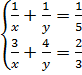 {1/x + 1/y = 1/5
3/x + 4/y = 2/3